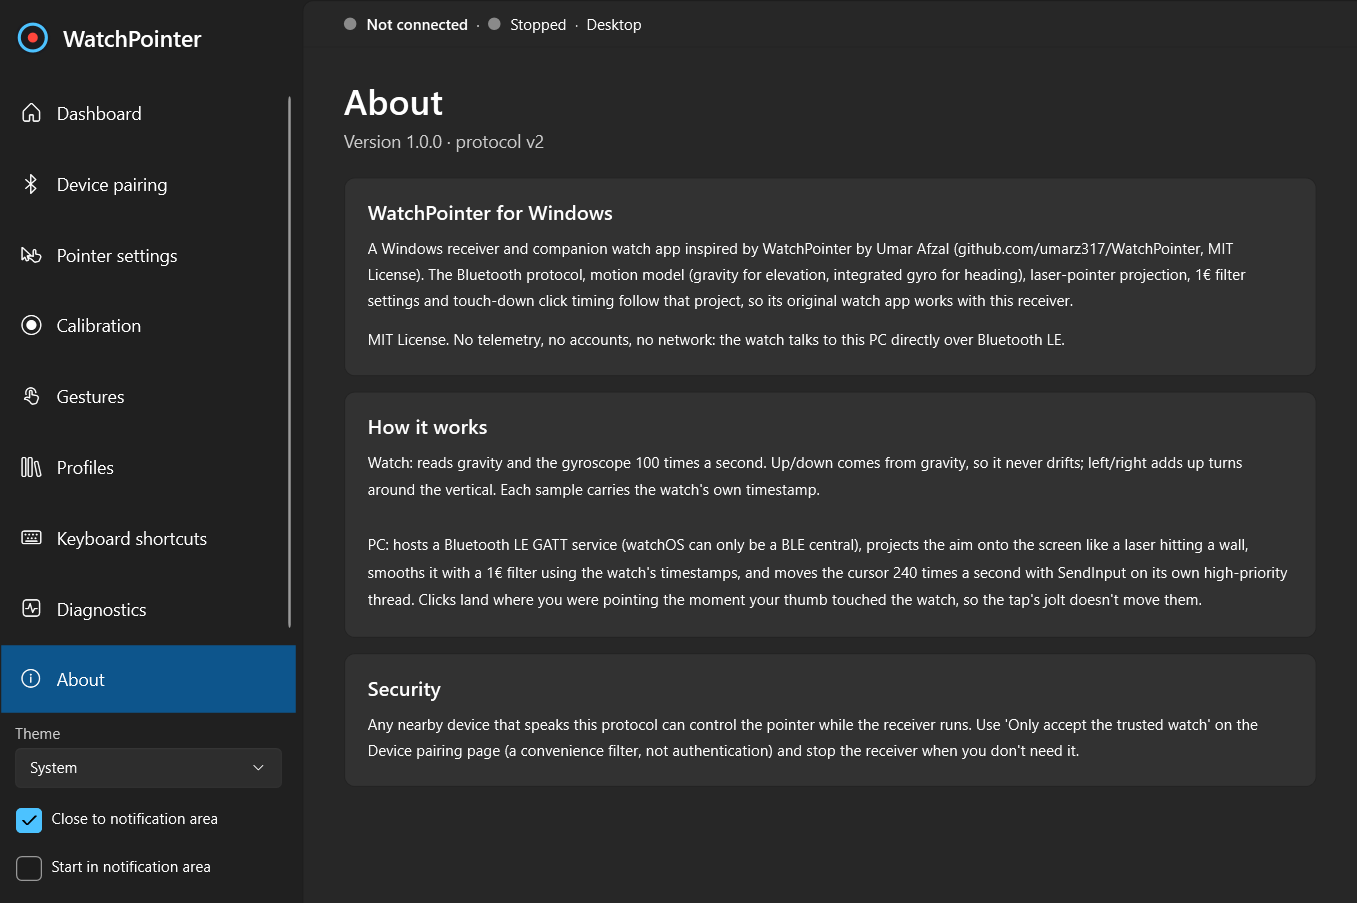 WatchPointer
Dashboard
Device pairing
Pointer settings
Calibration
Gestures
Profiles
Keyboard shortcuts
Diagnostics
About
Theme
System
Close to notification area
Start in notification area
Not connected · Stopped · Desktop
About
Version 1.0.0 · protocol v2
WatchPointer for Windows
A Windows receiver and companion watch app inspired by WatchPointer by Umar Afzal (github.com/umarz317/WatchPointer, MIT
License). The Bluetooth protocol, motion model (gravity for elevation, integrated gyro for heading), laser-pointer projection, 1€ filter
settings and touch-down click timing follow that project, so its original watch app works with this receiver.
MIT License. No telemetry, no accounts, no network: the watch talks to this PC directly over Bluetooth LE.
How it works
Watch: reads gravity and the gyroscope 100 times a second. Up/down comes from gravity, so it never drifts; left/right adds up turns
around the vertical. Each sample carries the watch's own timestamp.
PC: hosts a Bluetooth LE GATT service (watchOS can only be a BLE central), projects the aim onto the screen like a laser hitting a wall,
smooths it with a 1€ filter using the watch's timestamps, and moves the cursor 240 times a second with SendInput on its own high-priority
thread. Clicks land where you were pointing the moment your thumb touched the watch, so the tap's jolt doesn't move them.
Security
Any nearby device that speaks this protocol can control the pointer while the receiver runs. Use 'Only accept the trusted watch' on the
Device pairing page (a convenience filter, not authentication) and stop the receiver when you don't need it.